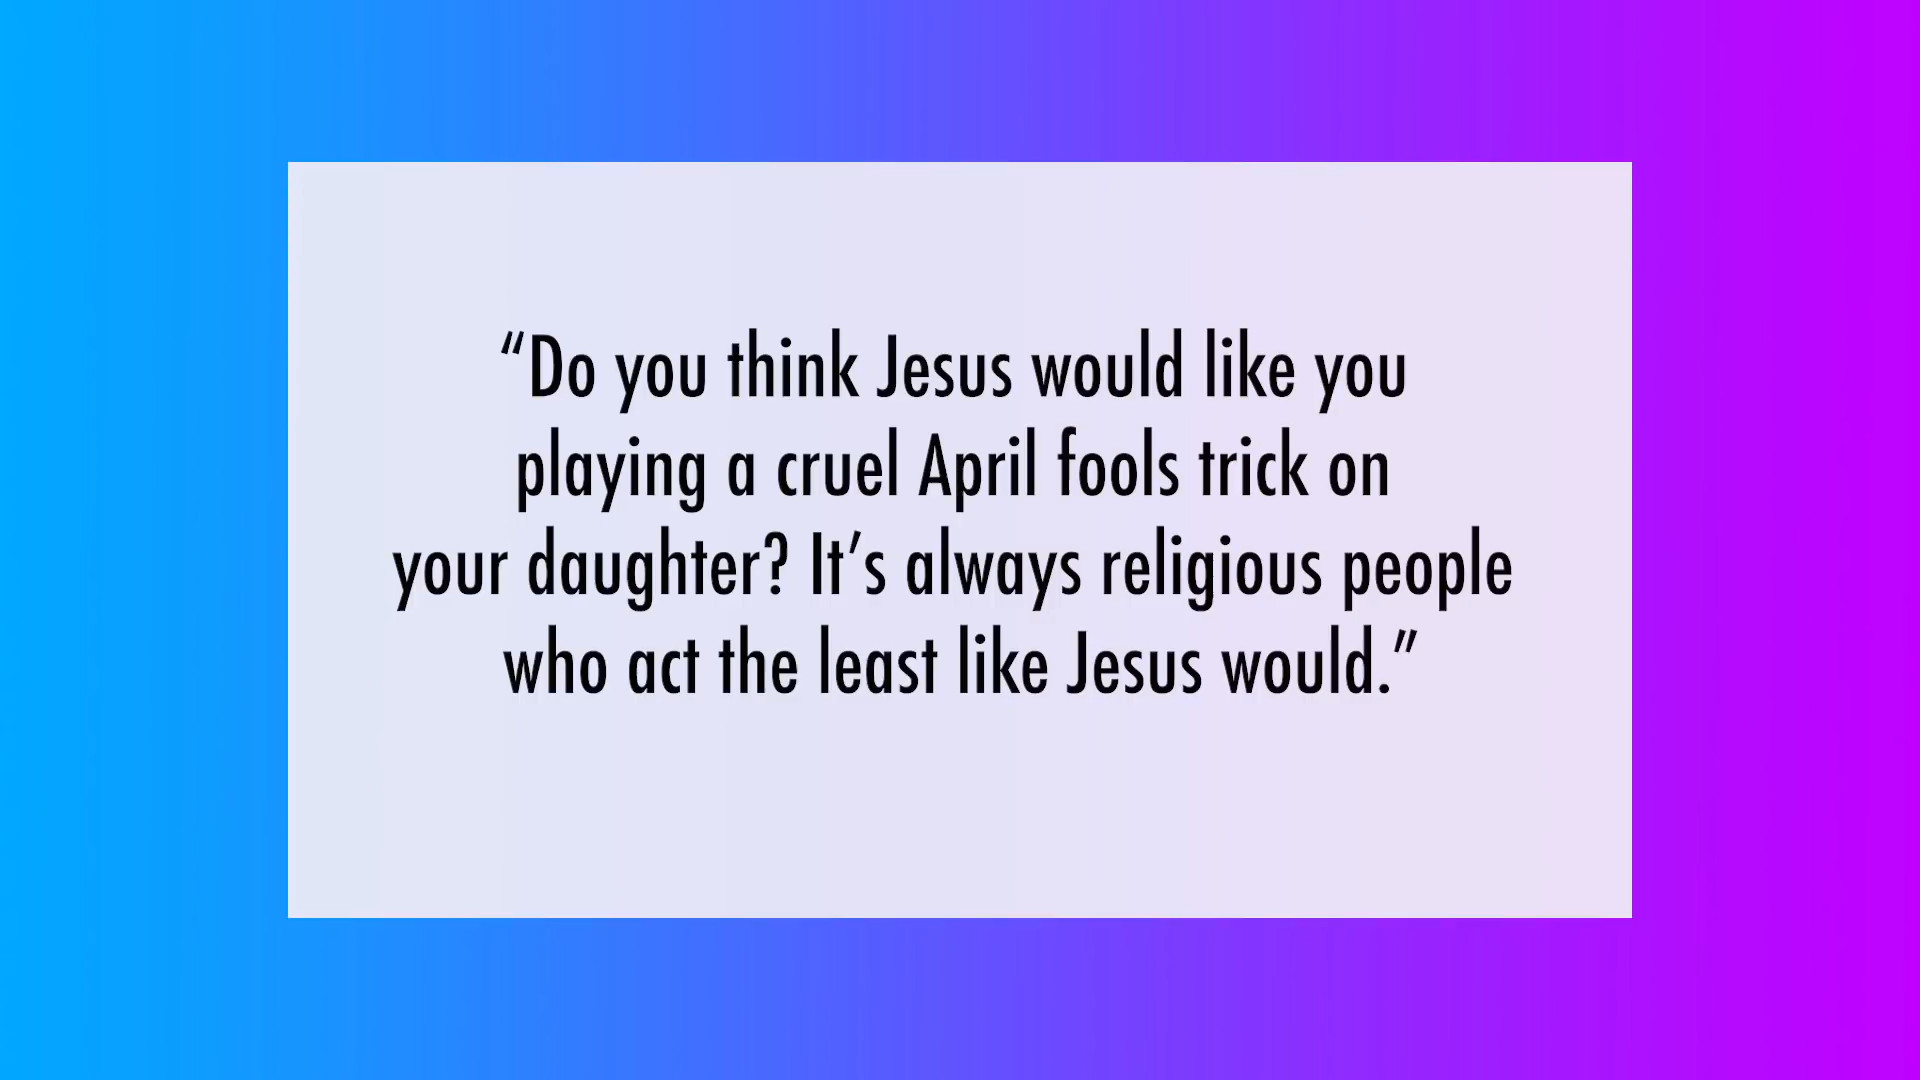 “Do you think Jesus would like you
playing a cruel April fools trick on
your daughter? It’s always religious people
who act the least like Jesus would.”